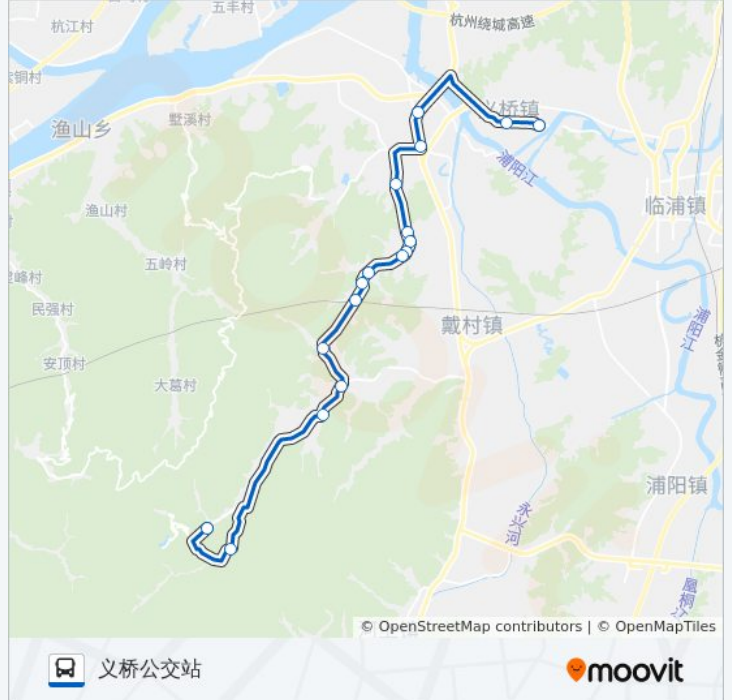 五丰村
杭州绕城高速
杭江村
铜村
义桥镇
渔山乡
墅溪村
浦阳江
临浦镇
渔山村
五岭村
峰村
民强村
浦阳江
戴村镇
安顶村
大墓村
浦阳镇
永兴河
凰桐江
© OpenStreetMap contributors | © OpenMapTiles
义桥公交站
moovit